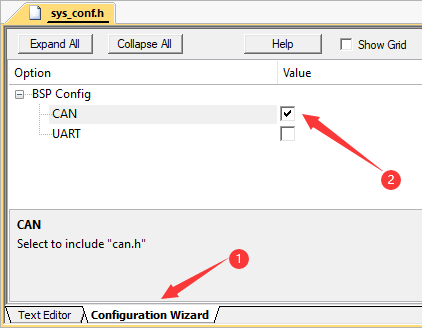 sys_conf.h
Expand All
Collapse All
Help
Show Grid
Option
Value
BSP Config
CAN
UART
2
CAN
Select to include "can.h"
1
Text Editor
Configuration Wizard